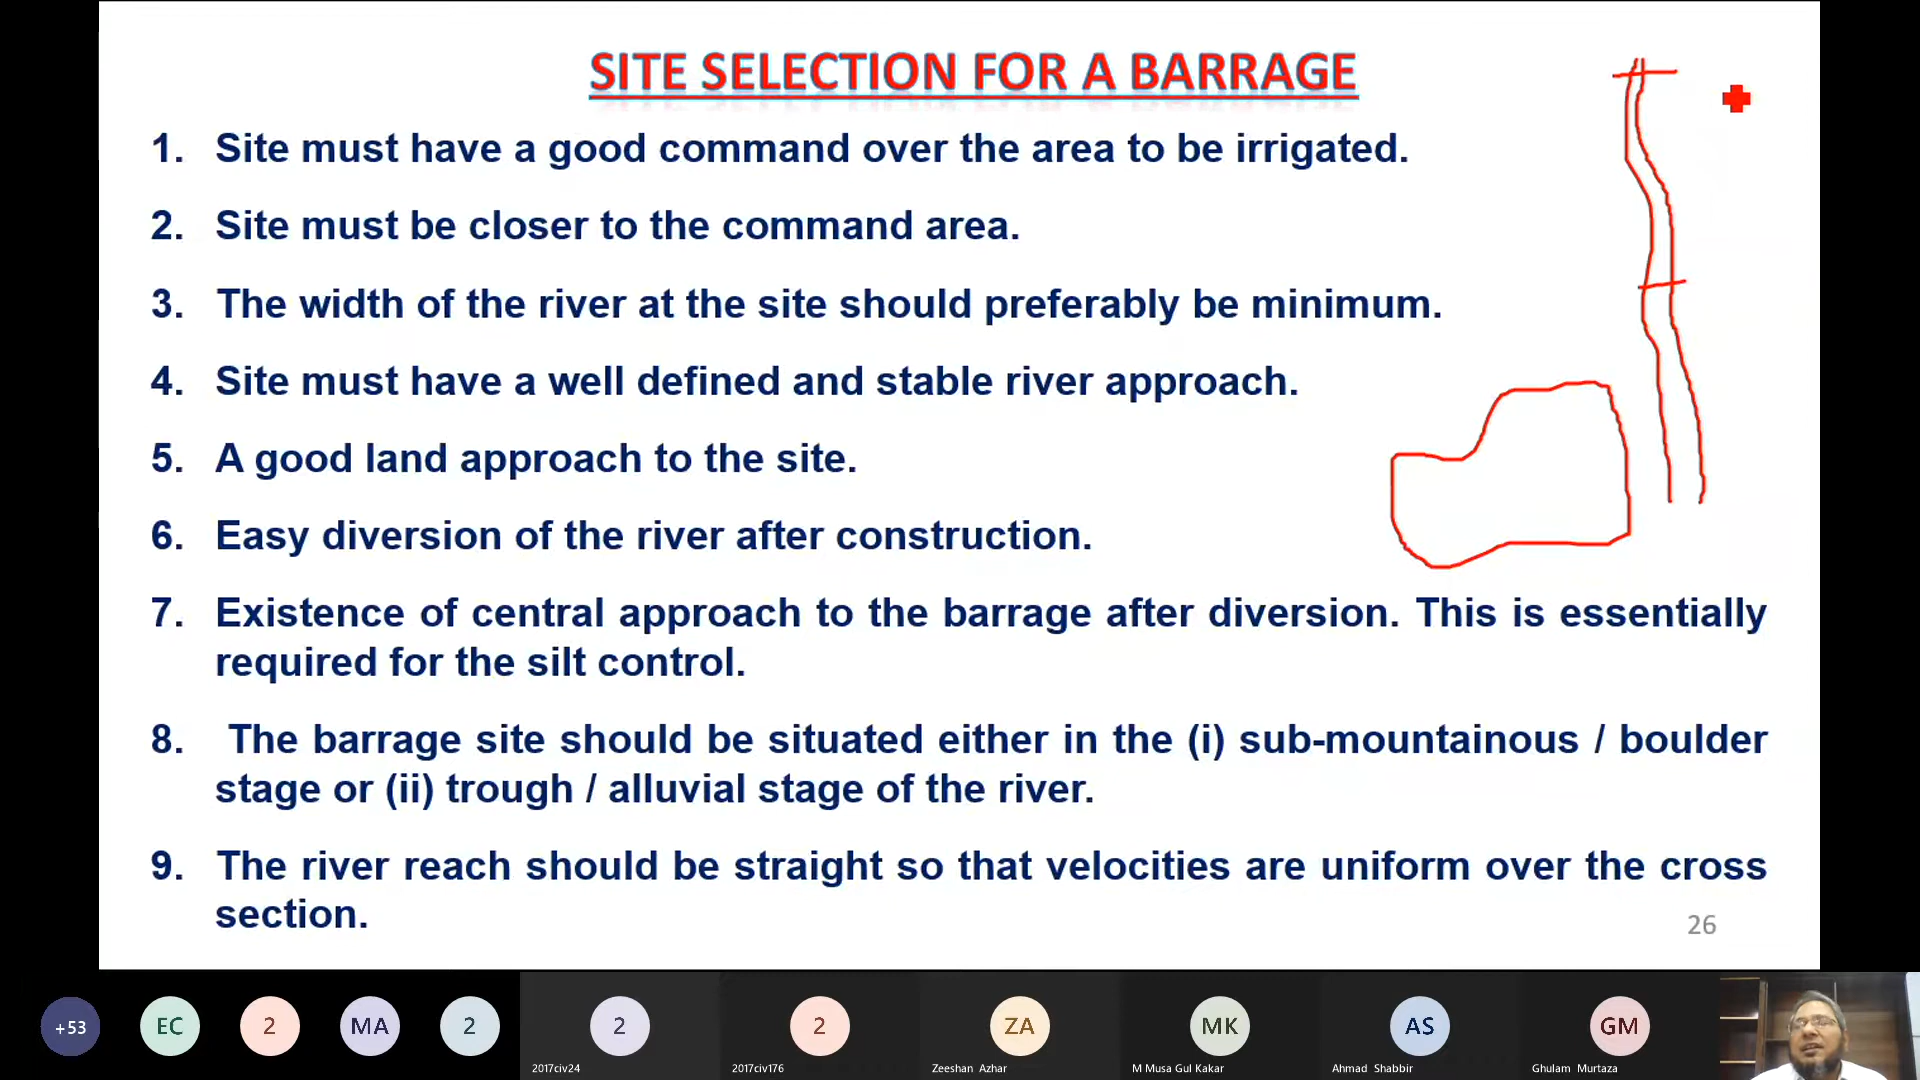 SITE SELECTION FOR A BARRAGE
1. Site must have a good command over the area to be irrigated.
2. Site must be closer to the command area.
3. The width of the river at the site should preferably be minimum.
4. Site must have a well defined and stable river approach.
5. A good land approach to the site.
6. Easy diversion of the river after construction.
7. Existence of central approach to the barrage after diversion. This is essentially
required for the silt control.
8. The barrage site should be situated either in the (i) sub-mountainous / boulder
stage or (ii) trough / alluvial stage of the river.
9. The river reach should be straight so that velocities are uniform over the cross
section.
26
+53 EC 2 MA 2 2 2 ZA MK AS GM
2017civ24 2017civ176 Zeeshan Azhar M Musa Gul Kakar Ahmad Shabbir Ghulam Murtaza